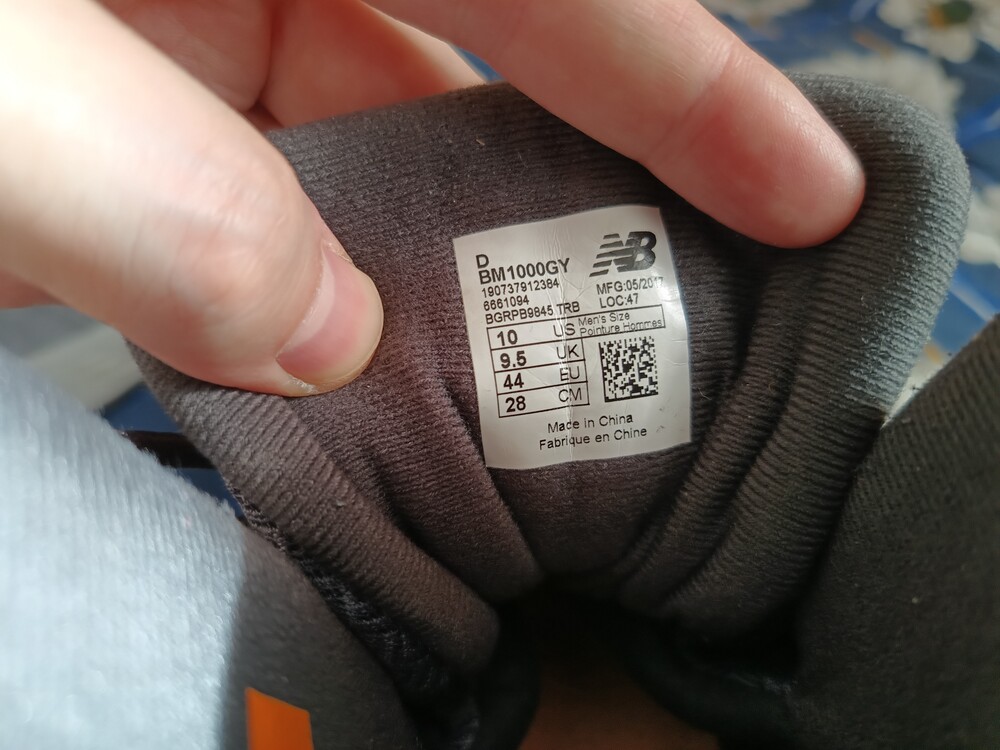 D
BM1000GY
NB
190737912384
MFG:05/2017
6661094
LOC:47
BGRPB9845 TRB
10 US Men's Size
Pointure Hommes
9.5 UK
44 EU
28 CM
Made in China
Fabrique en Chine